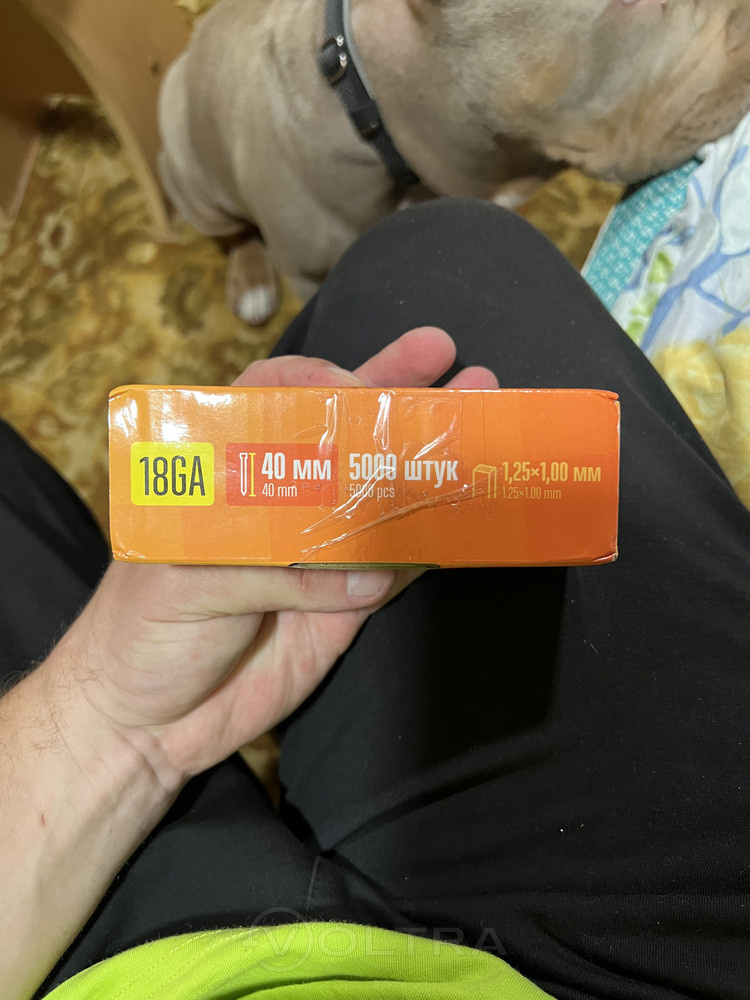 18GA
40 мм
40 mm
5000 штук
5000 pcs
1,25×1,00 мм
1.25×1.00 mm
VOLTRA